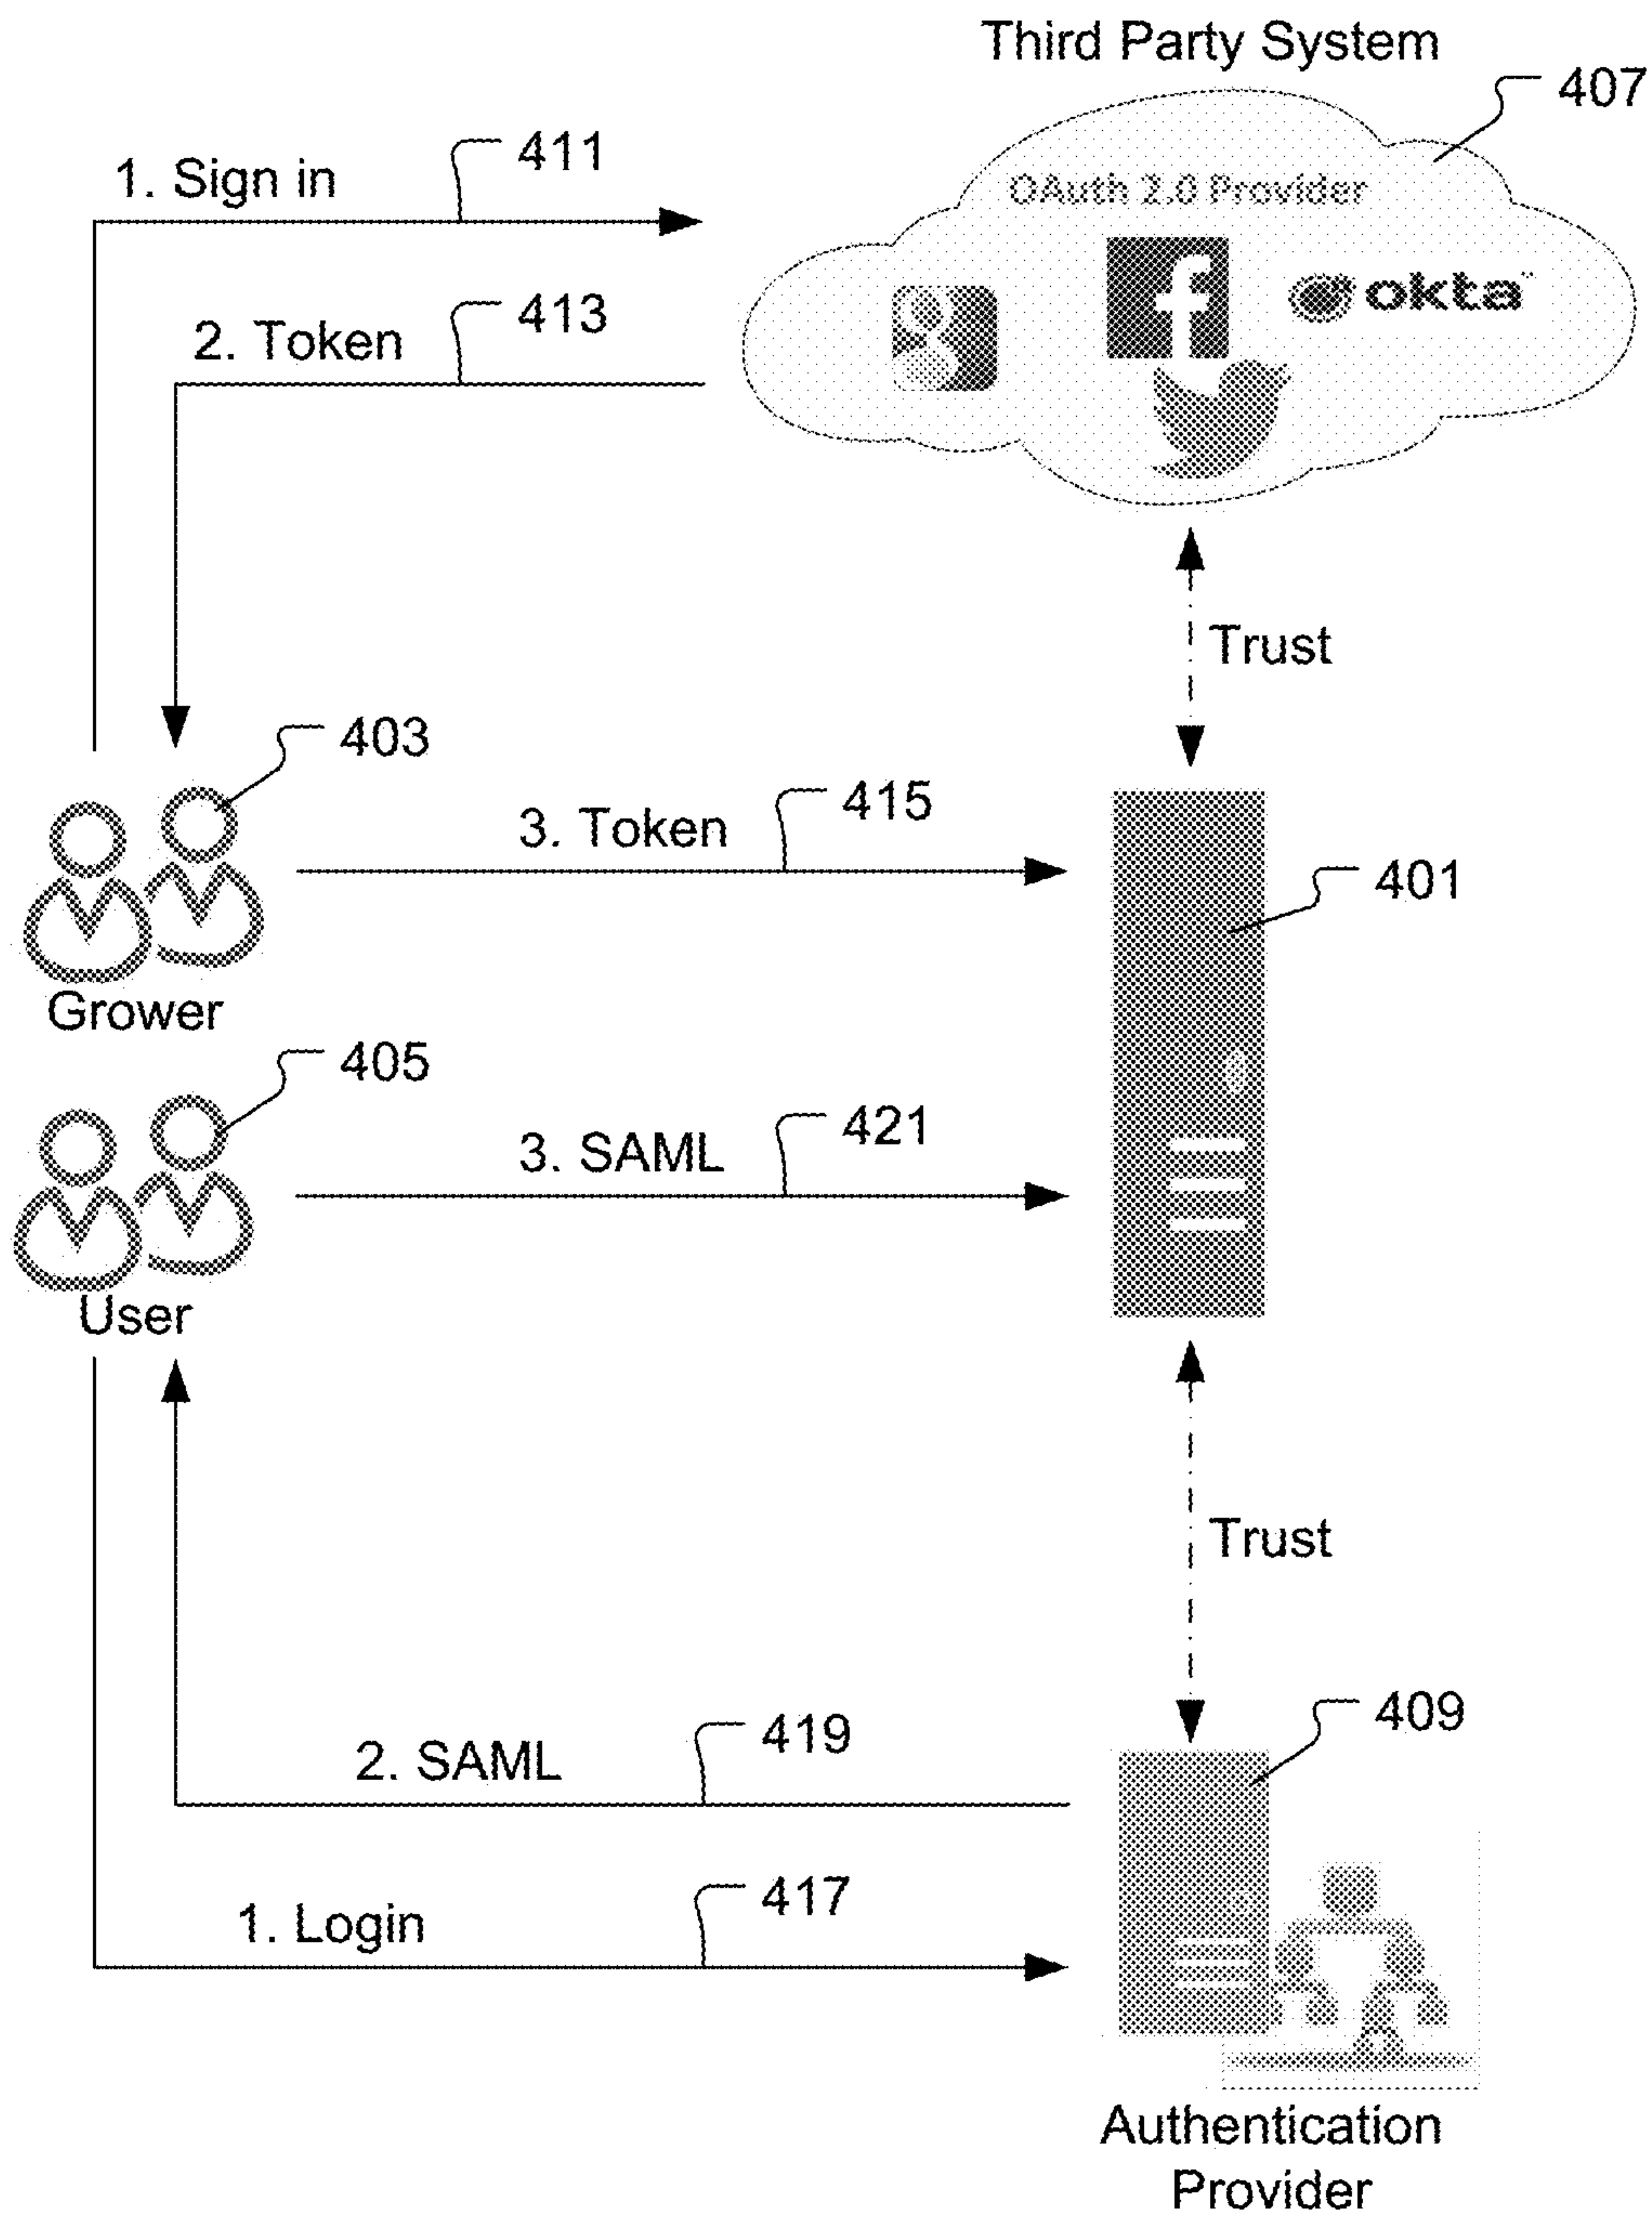 Third Party System
407
411
1. Sign in
OAuth 2.0 Provider
f
okta
413
2. Token
Trust
403
415
3. Token
401
Grower
405
421
3. SAML
User
Trust
409
419
2. SAML
417
1. Login
Authentication
Provider